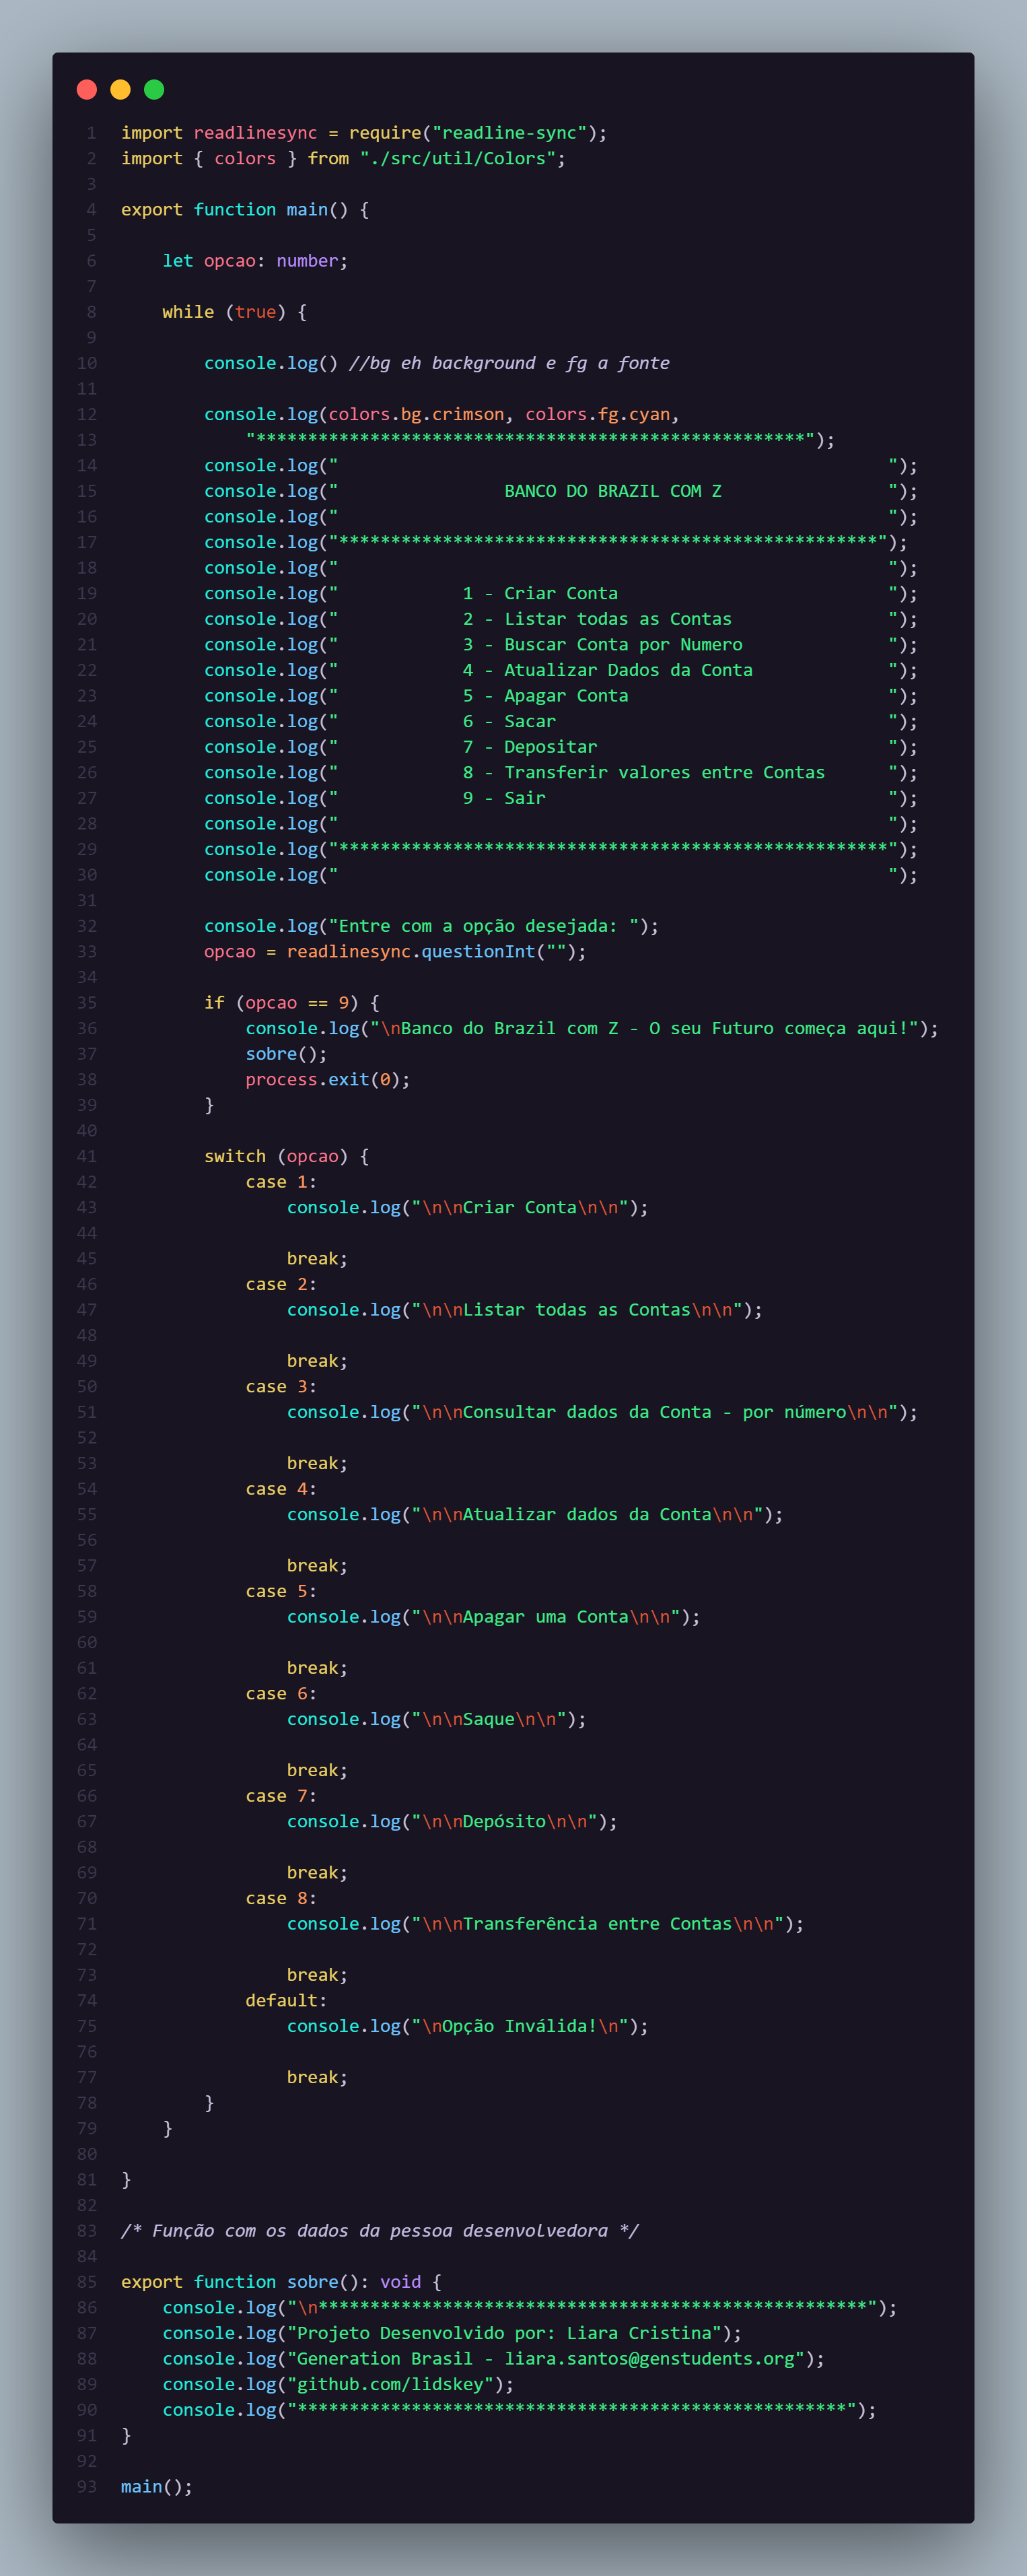 1 import readlinesync = require("readline-sync");
2 import { colors } from "./src/util/Colors";
3
4 export function main() {
5
6     let opcao: number;
7
8     while (true) {
9
10         console.log() //bg eh background e fg a fonte
11
12         console.log(colors.bg.crimson, colors.fg.cyan,
13             "*****************************************************");
14         console.log("                                                     ");
15         console.log("                BANCO DO BRAZIL COM Z                ");
16         console.log("                                                     ");
17         console.log("****************************************************");
18         console.log("                                                     ");
19         console.log("            1 - Criar Conta                          ");
20         console.log("            2 - Listar todas as Contas               ");
21         console.log("            3 - Buscar Conta por Numero              ");
22         console.log("            4 - Atualizar Dados da Conta             ");
23         console.log("            5 - Apagar Conta                         ");
24         console.log("            6 - Sacar                                ");
25         console.log("            7 - Depositar                            ");
26         console.log("            8 - Transferir valores entre Contas      ");
27         console.log("            9 - Sair                                 ");
28         console.log("                                                     ");
29         console.log("*****************************************************");
30         console.log("                                                     ");
31
32         console.log("Entre com a opção desejada: ");
33         opcao = readlinesync.questionInt("");
34
35         if (opcao == 9) {
36             console.log("\nBanco do Brazil com Z - O seu Futuro começa aqui!");
37             sobre();
38             process.exit(0);
39         }
40
41         switch (opcao) {
42             case 1:
43                 console.log("\n\nCriar Conta\n\n");
44
45                 break;
46             case 2:
47                 console.log("\n\nListar todas as Contas\n\n");
48
49                 break;
50             case 3:
51                 console.log("\n\nConsultar dados da Conta - por número\n\n");
52
53                 break;
54             case 4:
55                 console.log("\n\nAtualizar dados da Conta\n\n");
56
57                 break;
58             case 5:
59                 console.log("\n\nApagar uma Conta\n\n");
60
61                 break;
62             case 6:
63                 console.log("\n\nSaque\n\n");
64
65                 break;
66             case 7:
67                 console.log("\n\nDepósito\n\n");
68
69                 break;
70             case 8:
71                 console.log("\n\nTransferência entre Contas\n\n");
72
73                 break;
74             default:
75                 console.log("\nOpção Inválida!\n");
76
77                 break;
78         }
79     }
80
81 }
82
83 /* Função com os dados da pessoa desenvolvedora */
84
85 export function sobre(): void {
86     console.log("\n*****************************************************");
87     console.log("Projeto Desenvolvido por: Liara Cristina");
88     console.log("Generation Brasil - liara.santos@genstudents.org");
89     console.log("github.com/lidskey");
90     console.log("*****************************************************");
91 }
92
93 main();